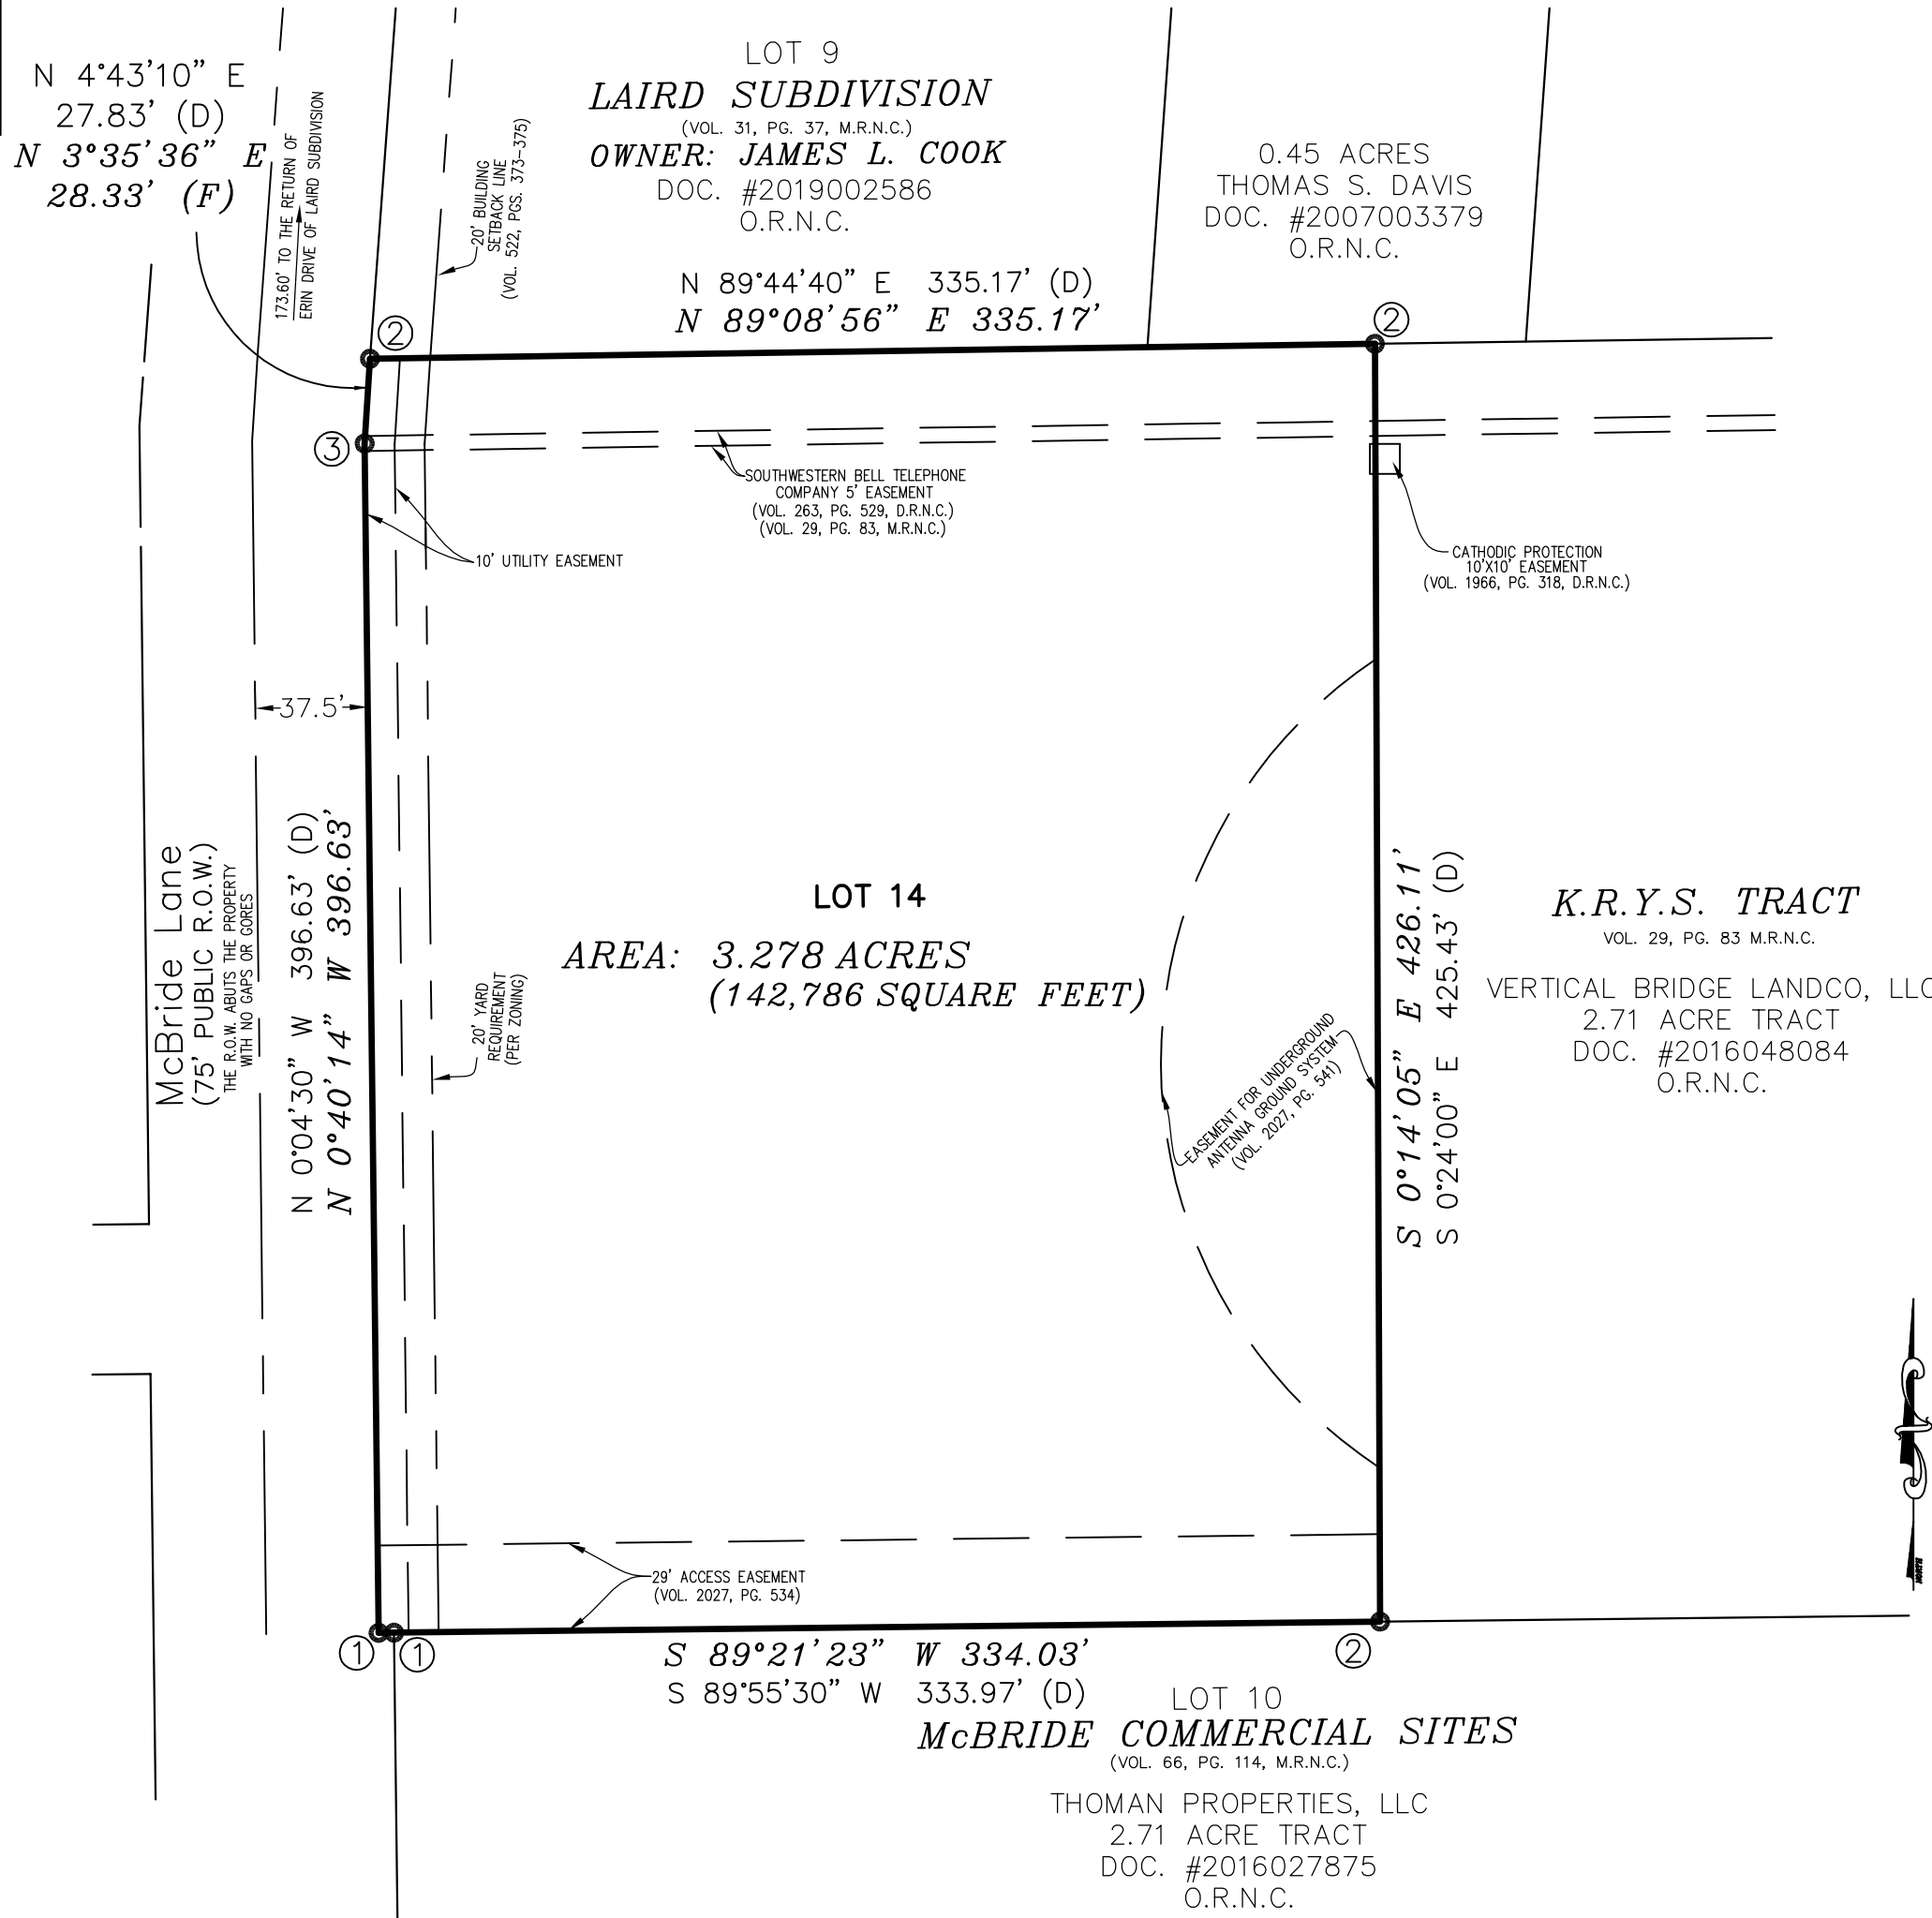 N 4°43'10" E
27.83' (D)
N 3°35'36" E
28.33' (F)
173.60' TO THE RETURN OF
ERIN DRIVE OF LAIRD SUBDIVISION
20' BUILDING
SETBACK LINE
(VOL. 522, PGS. 373-375)
LOT 9
LAIRD SUBDIVISION
(VOL. 31, PG. 37, M.R.N.C.)
OWNER: JAMES L. COOK
DOC. #2019002586
O.R.N.C.
0.45 ACRES
THOMAS S. DAVIS
DOC. #2007003379
O.R.N.C.
N 89°44'40" E 335.17' (D)
N 89°08'56" E 335.17'
2
2
3
SOUTHWESTERN BELL TELEPHONE
COMPANY 5' EASEMENT
(VOL. 263, PG. 529, D.R.N.C.)
(VOL. 29, PG. 83, M.R.N.C.)
10' UTILITY EASEMENT
CATHODIC PROTECTION
10'X10' EASEMENT
(VOL. 1966, PG. 318, D.R.N.C.)
37.5'
McBride Lane
(75' PUBLIC R.O.W.)
THE R.O.W. ABUTS THE PROPERTY
WITH NO GAPS OR GORES
N 0°04'30" W 396.63' (D)
N 0°40'14" W 396.63'
20' YARD
REQUIREMENT
(PER ZONING)
LOT 14
AREA: 3.278 ACRES
(142,786 SQUARE FEET)
EASEMENT FOR UNDERGROUND
ANTENNA GROUND SYSTEM
(VOL. 2027, PG. 541)
S 0°14'05" E 426.11'
S 0°24'00" E 425.43' (D)
K.R.Y.S. TRACT
VOL. 29, PG. 83 M.R.N.C.
VERTICAL BRIDGE LANDCO, LLC
2.71 ACRE TRACT
DOC. #2016048084
O.R.N.C.
29' ACCESS EASEMENT
(VOL. 2027, PG. 534)
1
1
2
S 89°21'23" W 334.03'
S 89°55'30" W 333.97' (D)
LOT 10
McBRIDE COMMERCIAL SITES
(VOL. 66, PG. 114, M.R.N.C.)
THOMAN PROPERTIES, LLC
2.71 ACRE TRACT
DOC. #2016027875
O.R.N.C.